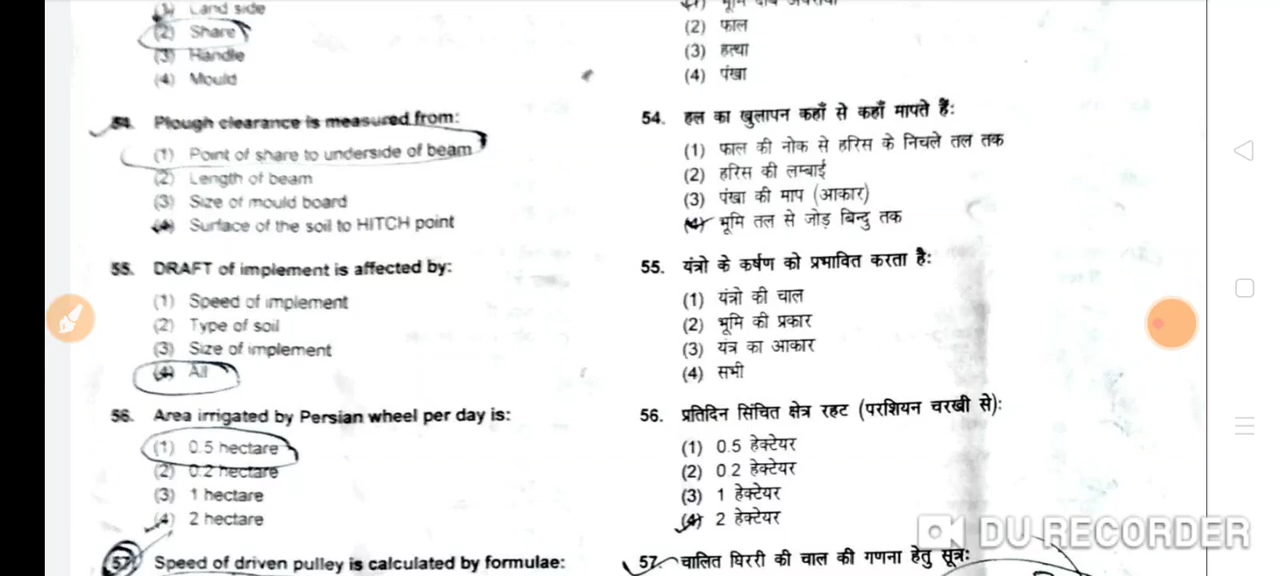 (1) Land side
(2) Share
(3) Handle
(4) Mould
54. Plough clearance is measured from:
(1) Point of share to underside of beam
(2) Length of beam
(3) Size of mould board
(4) Surface of the soil to HITCH point
55. DRAFT of implement is affected by:
(1) Speed of implement
(2) Type of soil
(3) Size of implement
(4) All
56. Area irrigated by Persian wheel per day is:
(1) 0.5 hectare
(2) 0.2 hectare
(3) 1 hectare
(4) 2 hectare
57. Speed of driven pulley is calculated by formulae:
(2) फाल
(3) हत्था
(4) पंखा
54. हल का खुलापन कहाँ से कहाँ मापते हैं:
(1) फाल की नोक से हरिस के निचले तल तक
(2) हरिस की लम्बाई
(3) पंखा की माप (आकार)
(4) भूमि तल से जोड़ बिन्दु तक
55. यंत्रो के कर्षण को प्रभावित करता है:
(1) यंत्रो की चाल
(2) भूमि की प्रकार
(3) यंत्र का आकार
(4) सभी
56. प्रतिदिन सिंचित क्षेत्र रहट (परशियन चरखी से):
(1) 0.5 हेक्टेयर
(2) 0 2 हेक्टेयर
(3) 1 हेक्टेयर
(4) 2 हेक्टेयर
57. चालित घिररी की चाल की गणना हेतु सूत्रः
DU RECORDER